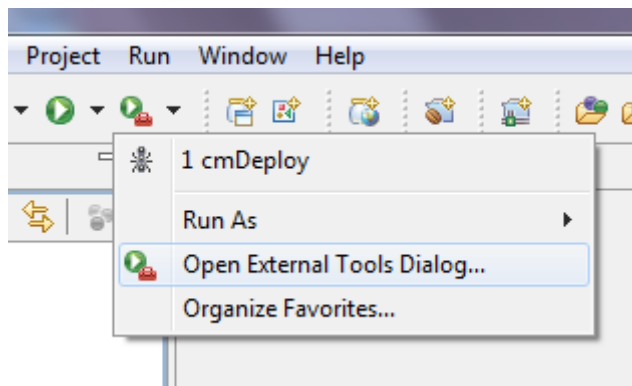 Project Run Window Help
1 cmDeploy
Run As
Open External Tools Dialog...
Organize Favorites...